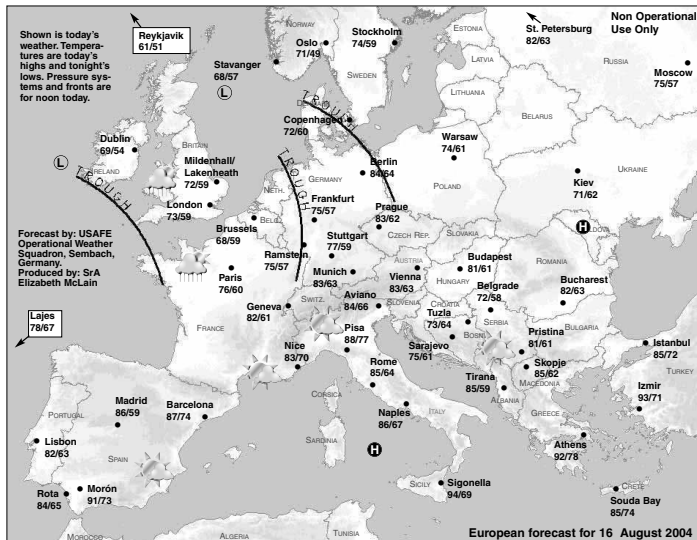 Shown is today's
weather. Tempera-
tures are today's
highs and tonight's
lows. Pressure sys-
tems and fronts are
for noon today.
Reykjavik
61/51
NORWAY
Oslo
71/49
Stockholm
74/59
SWEDEN
Stavanger
68/57
L
ESTONIA
LATVIA
LITHUANIA
St. Petersburg
82/63
Non Operational
Use Only
RUSSIA
Moscow
75/57
BELARUS
TROUGH
DENMARK
Copenhagen
72/60
Dublin
69/54
IRELAND
L
TROUGH
BRITAIN
Mildenhall/
Lakenheath
72/59
London
73/59
NETH.
TROUGH
GERMANY
Berlin
84/64
Warsaw
74/61
POLAND
UKRAINE
Kiev
71/62
Frankfurt
75/57
Prague
83/62
CZECH REP.
SLOVAKIA
Brussels
68/59
BELG.
Stuttgart
77/59
Ramstein
75/57
Munich
83/63
AUSTRIA
Vienna
83/63
Budapest
81/61
HUNGARY
H
MOLDOVA
ROMANIA
Forecast by: USAFE
Operational Weather
Squadron, Sembach,
Germany.
Produced by: SrA
Elizabeth McLain
Paris
76/60
FRANCE
Geneva
82/61
SWITZ.
Aviano
84/66
SLOVENIA
CROATIA
Belgrade
72/58
SERBIA
Bucharest
82/63
BULGARIA
Lajes
78/67
Nice
83/70
Pisa
88/77
Tuzla
73/64
BOSNIA
Sarajevo
75/61
Pristina
81/61
Skopje
85/62
MACEDONIA
Istanbul
85/72
TURKEY
Rome
85/64
Tirana
85/59
ALBANIA
Izmir
93/71
Madrid
86/59
Barcelona
87/74
PORTUGAL
CORSICA
Naples
86/67
ITALY
GREECE
Lisbon
82/63
SPAIN
SARDINIA
H
Athens
92/78
Rota
84/65
Morón
91/73
SICILY
Sigonella
94/69
CRETE
Souda Bay
85/74
MOROCCO
ALGERIA
TUNISIA
European forecast for 16 August 2004